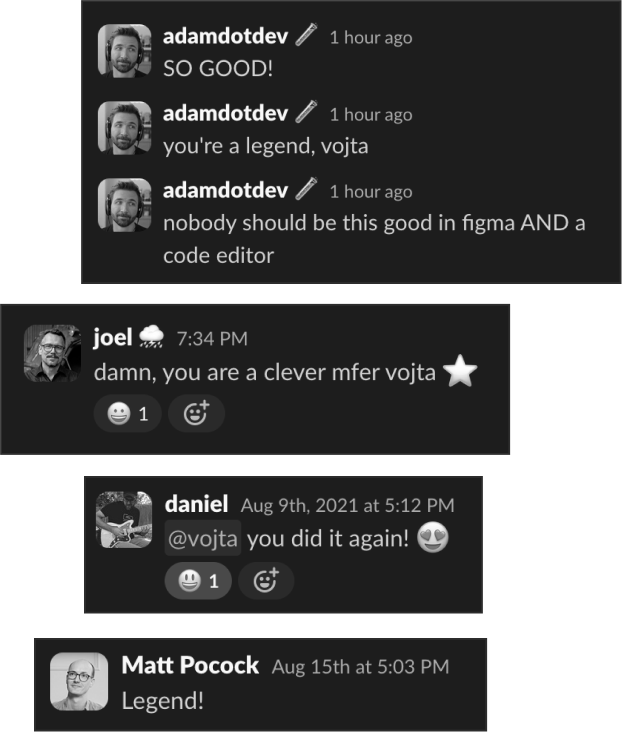 adamdotdev 1 hour ago
SO GOOD!
adamdotdev 1 hour ago
you're a legend, vojta
adamdotdev 1 hour ago
nobody should be this good in figma AND a
code editor
joel 7:34 PM
damn, you are a clever mfer vojta
1
daniel Aug 9th, 2021 at 5:12 PM
@vojta you did it again!
1
Matt Pocock Aug 15th at 5:03 PM
Legend!